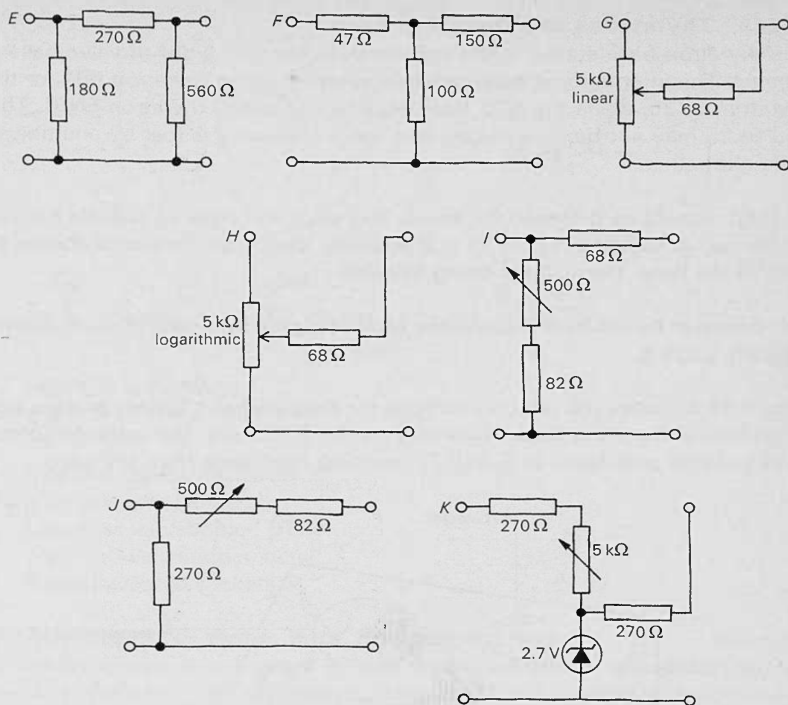 E
270 Ω
180 Ω
560 Ω
F
47 Ω
150 Ω
100 Ω
G
5 kΩ
linear
68 Ω
H
5 kΩ
logarithmic
68 Ω
I
68 Ω
500 Ω
82 Ω
J
500 Ω
82 Ω
270 Ω
K
270 Ω
5 kΩ
270 Ω
2.7 V